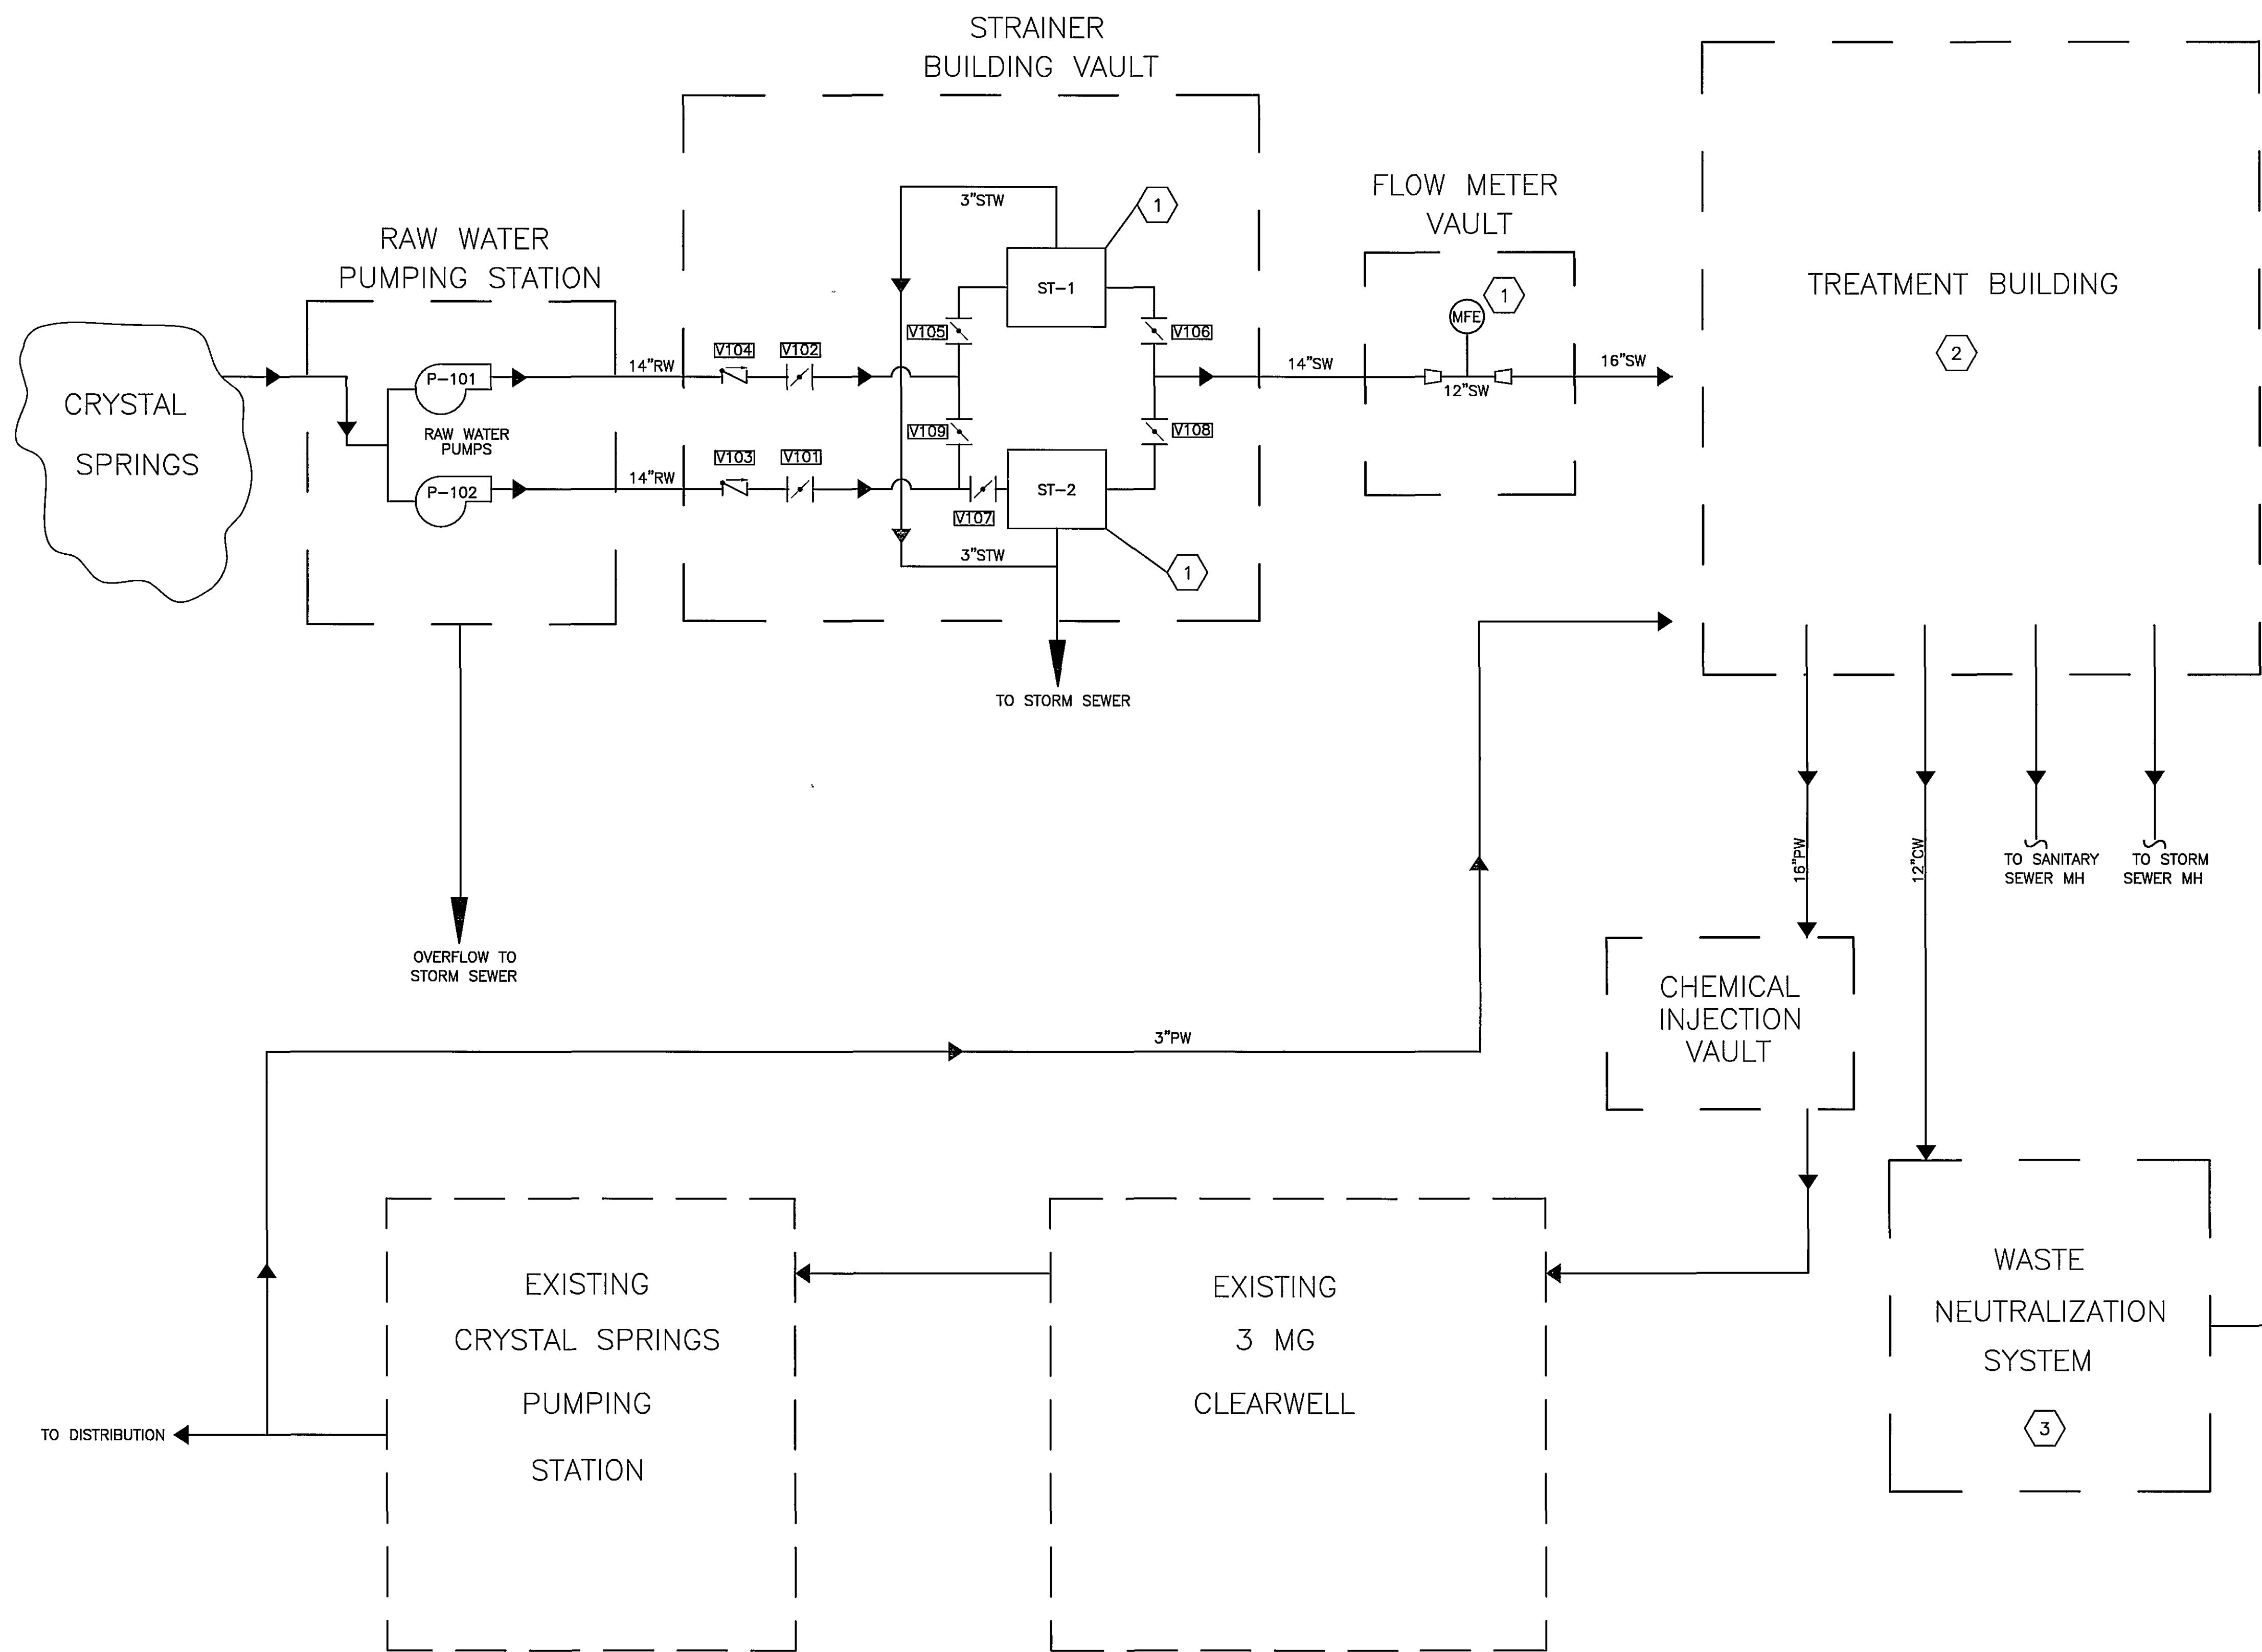 STRAINER
BUILDING VAULT
RAW WATER
PUMPING STATION
FLOW METER
VAULT
TREATMENT BUILDING
2
CRYSTAL
SPRINGS
P-101
RAW WATER
PUMPS
P-102
14"RW
14"RW
V104
V102
V103
V101
3"STW
1
ST-1
V105
V106
V109
V108
ST-2
V107
3"STW
1
TO STORM SEWER
14"SW
MFE
1
12"SW
16"SW
OVERFLOW TO
STORM SEWER
16"PW
12"CW
TO SANITARY
SEWER MH
TO STORM
SEWER MH
CHEMICAL
INJECTION
VAULT
3"PW
EXISTING
CRYSTAL SPRINGS
PUMPING
STATION
EXISTING
3 MG
CLEARWELL
WASTE
NEUTRALIZATION
SYSTEM
3
TO DISTRIBUTION